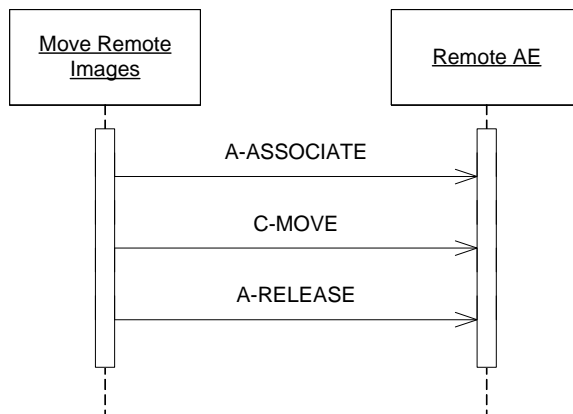 Move Remote
Images
Remote AE
A-ASSOCIATE
C-MOVE
A-RELEASE